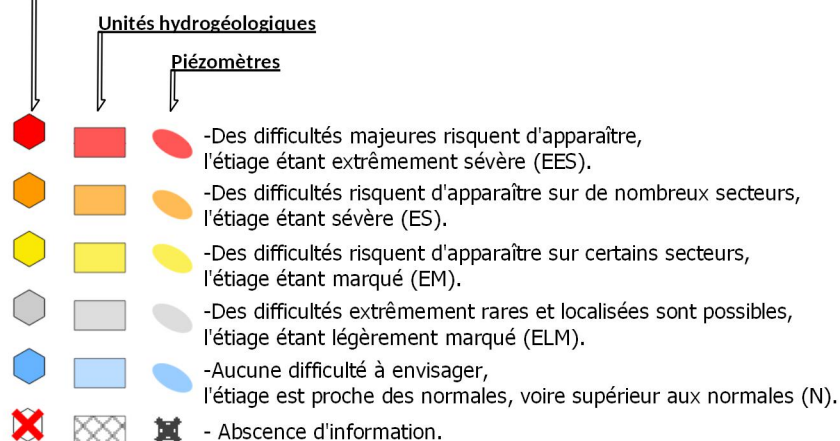 Unités hydrogéologiques
Piézomètres
-Des difficultés majeures risquent d'apparaître,
l'étiage étant extrêmement sévère (EES).
-Des difficultés risquent d'apparaître sur de nombreux secteurs,
l'étiage étant sévère (ES).
-Des difficultés risquent d'apparaître sur certains secteurs,
l'étiage étant marqué (EM).
-Des difficultés extrêmement rares et localisées sont possibles,
l'étiage étant légèrement marqué (ELM).
-Aucune difficulté à envisager,
l'étiage est proche des normales, voire supérieur aux normales (N).
- Abscence d'information.